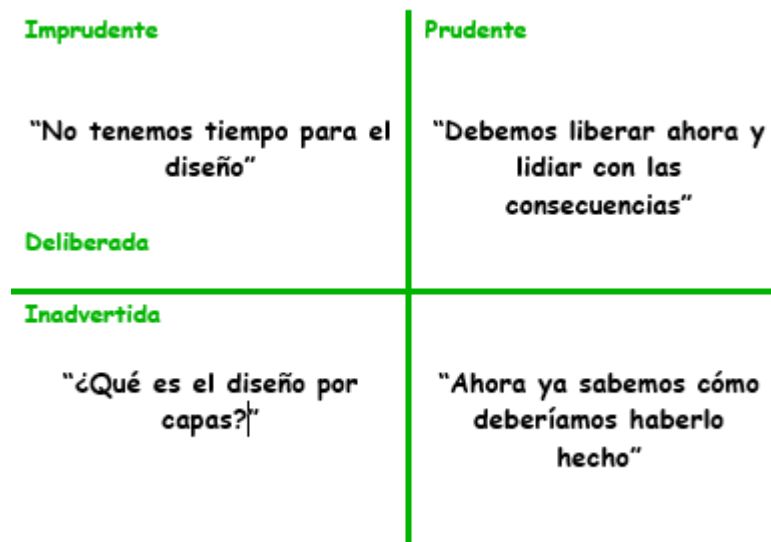 Imprudente
Prudente
“No tenemos tiempo para el
diseño”
“Debemos liberar ahora y
lidiar con las
consecuencias”
Deliberada
Inadvertida
“¿Qué es el diseño por
capas?”
“Ahora ya sabemos cómo
deberíamos haberlo
hecho”